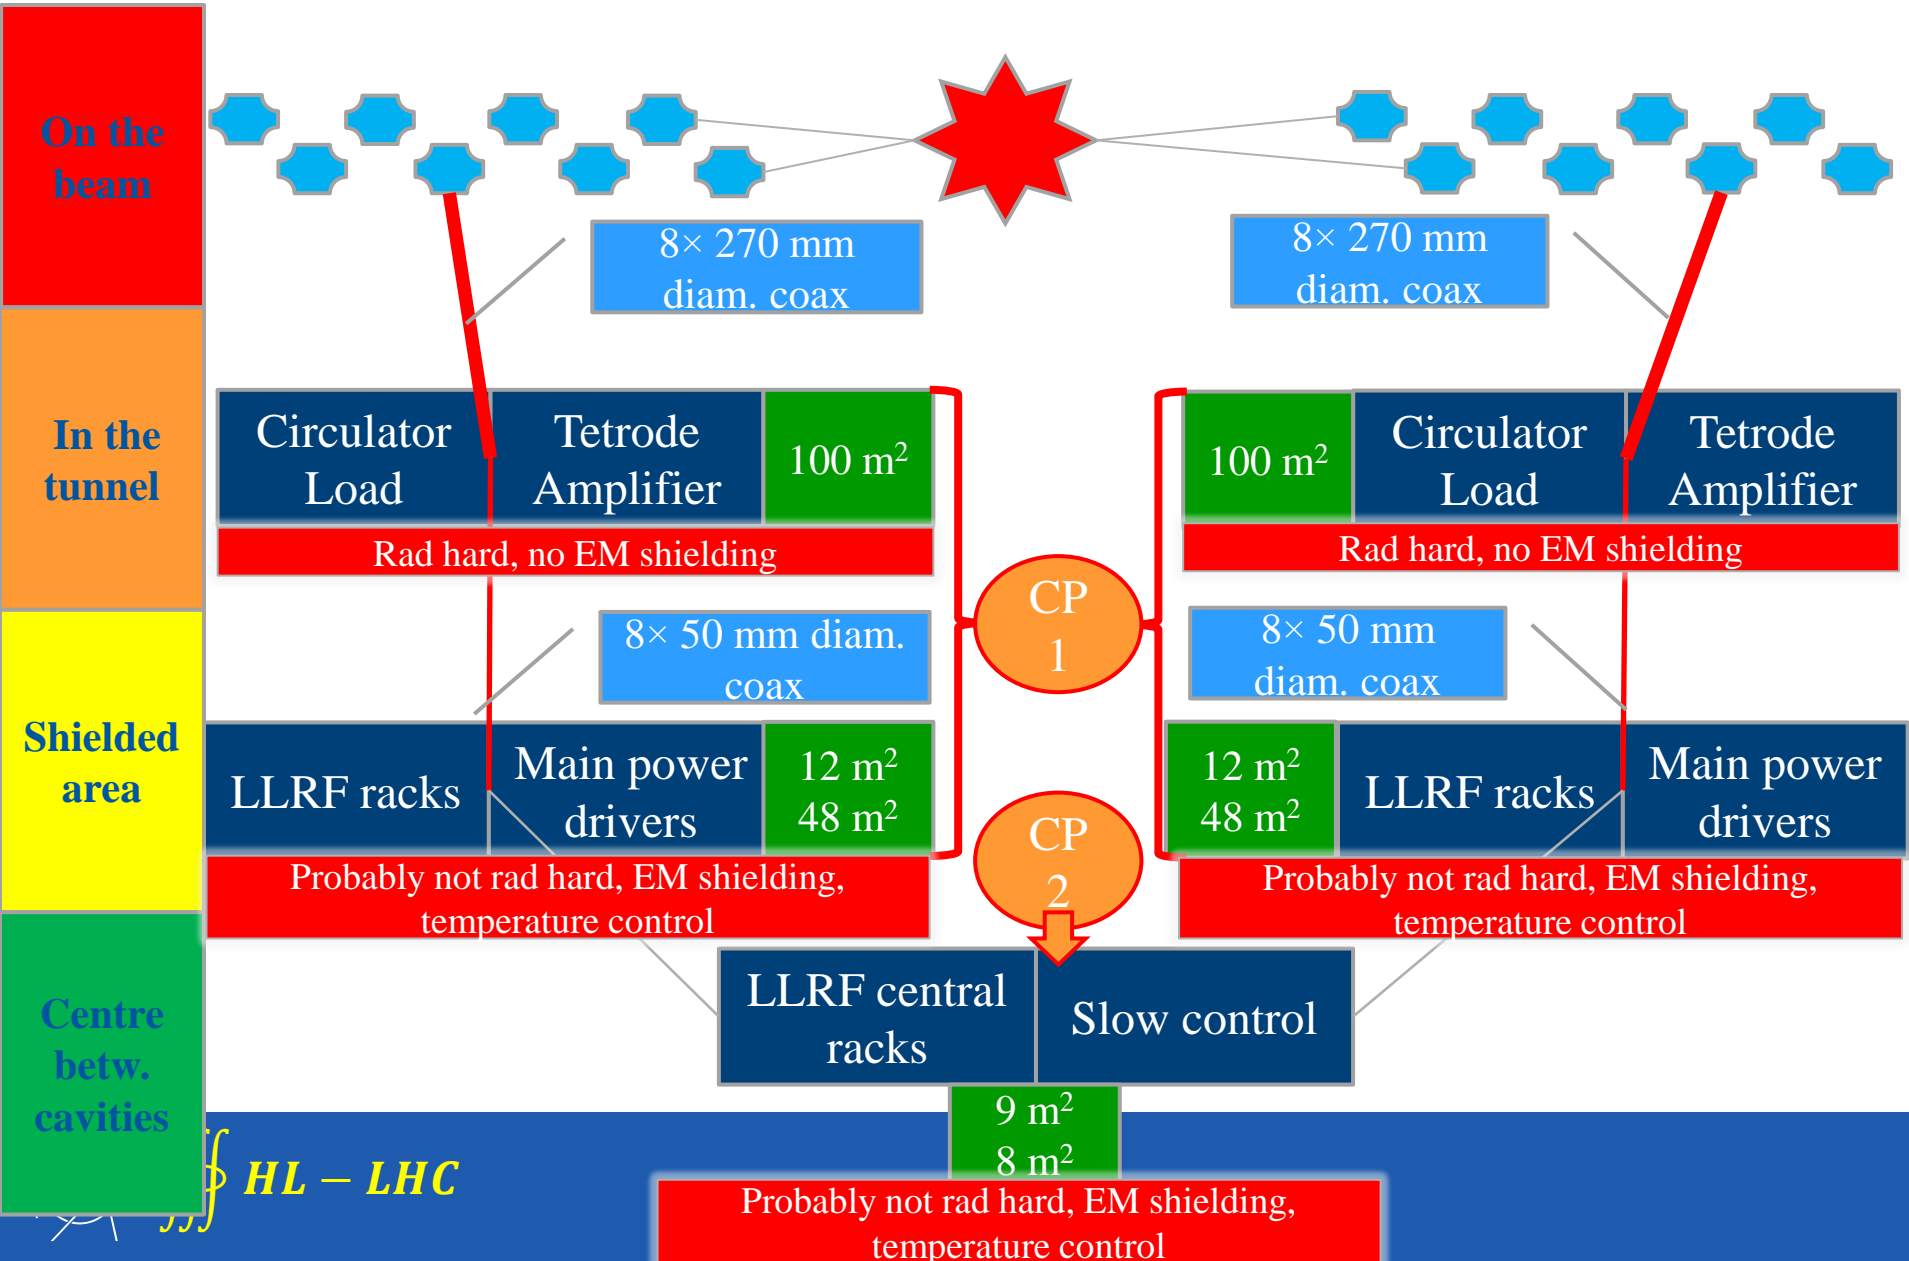 On the
beam
8× 270 mm
diam. coax
8× 270 mm
diam. coax
In the
tunnel
Circulator
Load
Tetrode
Amplifier
100 m²
Rad hard, no EM shielding
100 m²
Circulator
Load
Tetrode
Amplifier
Rad hard, no EM shielding
CP
1
Shielded
area
8× 50 mm diam.
coax
8× 50 mm
diam. coax
LLRF racks
Main power
drivers
12 m²
48 m²
Probably not rad hard, EM shielding,
temperature control
CP
2
12 m²
48 m²
LLRF racks
Main power
drivers
Probably not rad hard, EM shielding,
temperature control
Centre
betw.
cavities
LLRF central
racks
Slow control
9 m²
8 m²
Probably not rad hard, EM shielding,
temperature control
∰ HL – LHC